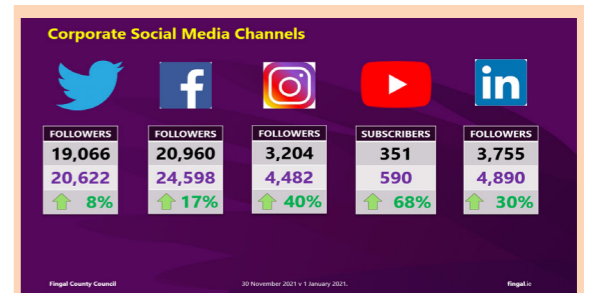 Corporate Social Media Channels
in
FOLLOWERS FOLLOWERS FOLLOWERS SUBSCRIBERS FOLLOWERS
19,066 20,960 3,204 351 3,755
20,622 24,598 4,482 590 4,890
8% 17% 40% 68% 30%
Fingal County Council 30 November 2021 v 1 January 2021. fingal.ie